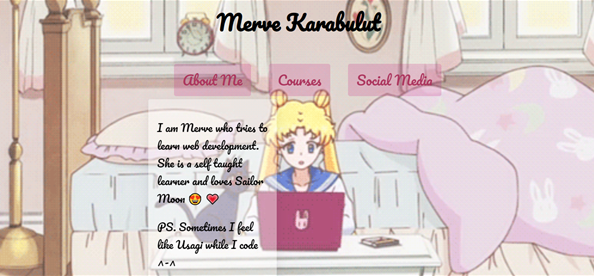 Merve Karabulut
About Me
Courses
Social Media
I am Merve who tries to
learn web development.
She is a self taught
learner and loves Sailor
Moon 😍 💗
PS. Sometimes I feel
like Usagi while I code
^-^